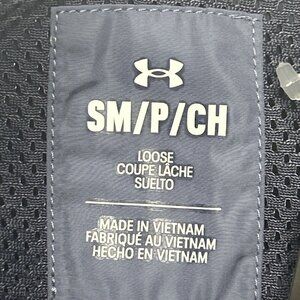 SM/P/CH
LOOSE
COUPE LÂCHE
SUELTO
MADE IN VIETNAM
FABRIQUÉ AU VIETNAM
HECHO EN VIETNAM